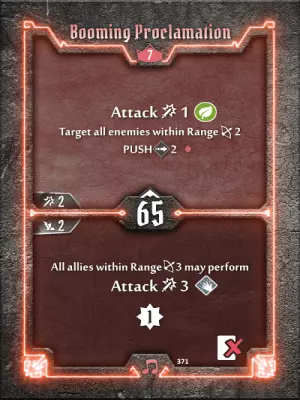 Booming Proclamation
7
Attack 1
Target all enemies within Range 2
PUSH 2
2
65
2
All allies within Range 3 may perform
Attack 3
1
X
371